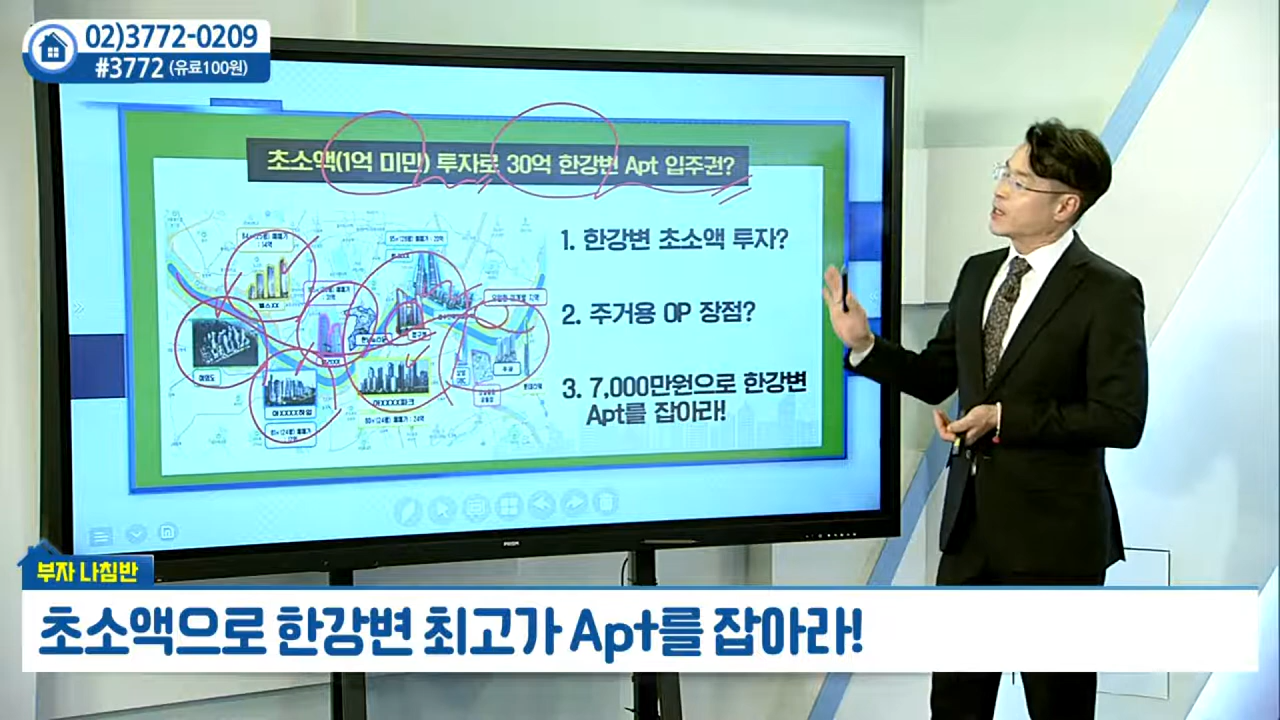 02)3772-0209
#3772 (유료100원)
초소액(1억 미만) 투자로 30억 한강변 Apt 입주권?
1. 한강변 초소액 투자?
2. 주거용 OP 장점?
3. 7,000만원으로 한강변
Apt를 잡아라!
여의도
부자 나침반
초소액으로 한강변 최고가 Apt를 잡아라!